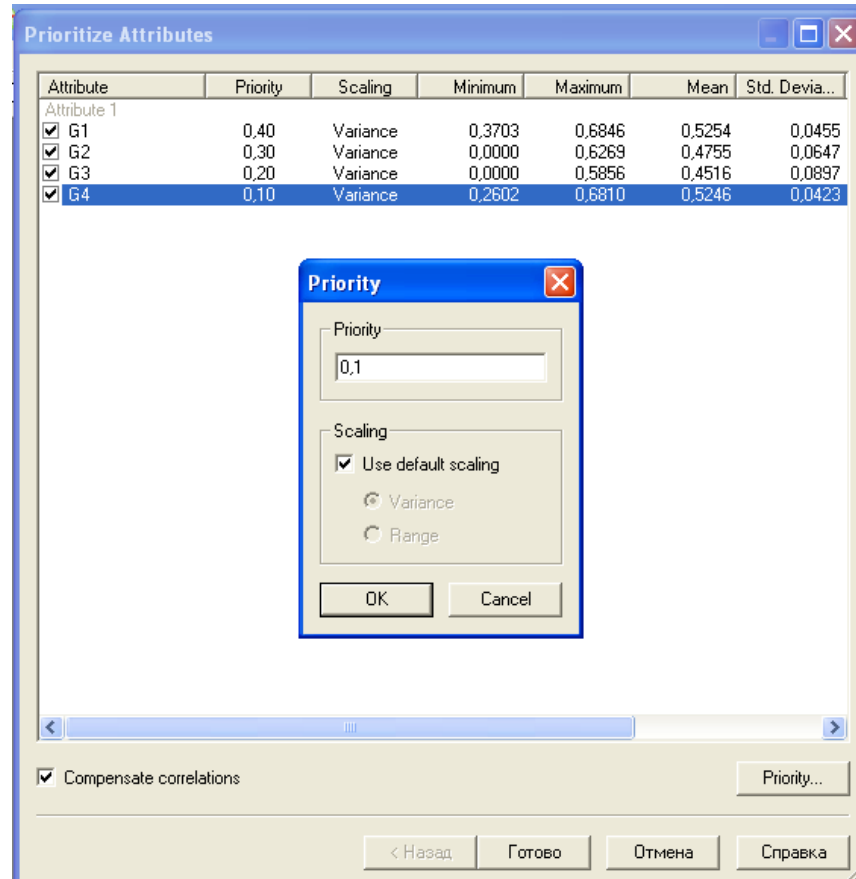 Prioritize Attributes
Attribute Priority Scaling Minimum Maximum Mean Std. Devia...
Attribute 1
G1 0,40 Variance 0,3703 0,6846 0,5254 0,0455
G2 0,30 Variance 0,0000 0,6269 0,4755 0,0647
G3 0,20 Variance 0,0000 0,5856 0,4516 0,0897
G4 0,10 Variance 0,2602 0,6810 0,5246 0,0423
Priority
Priority
0,1
Scaling
Use default scaling
Variance
Range
OK Cancel
Compensate correlations Priority...
< Назад Готово Отмена Справка